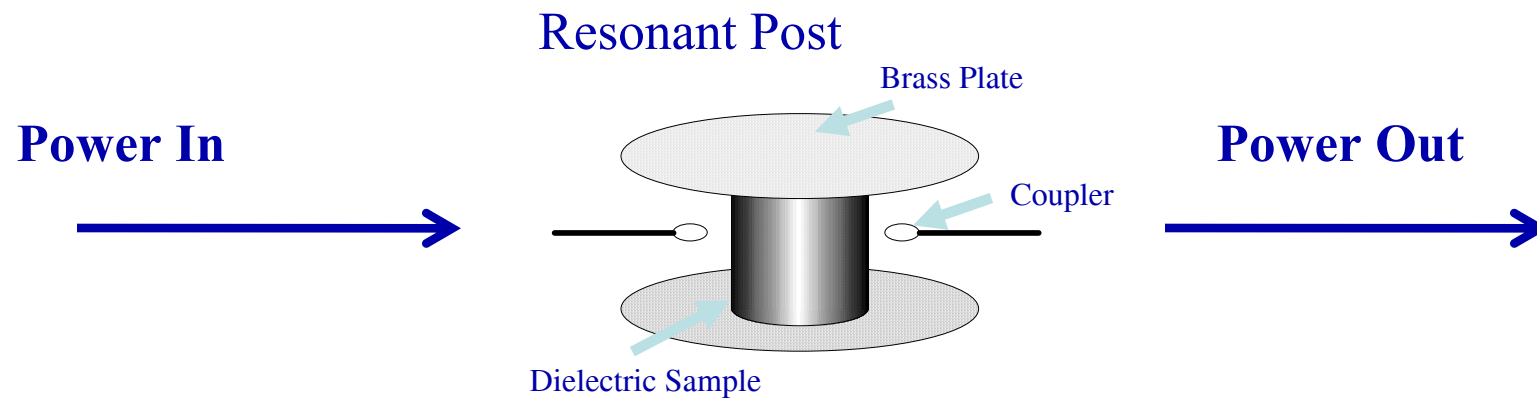 Resonant Post
Brass Plate
Power In
Power Out
Coupler
Dielectric Sample